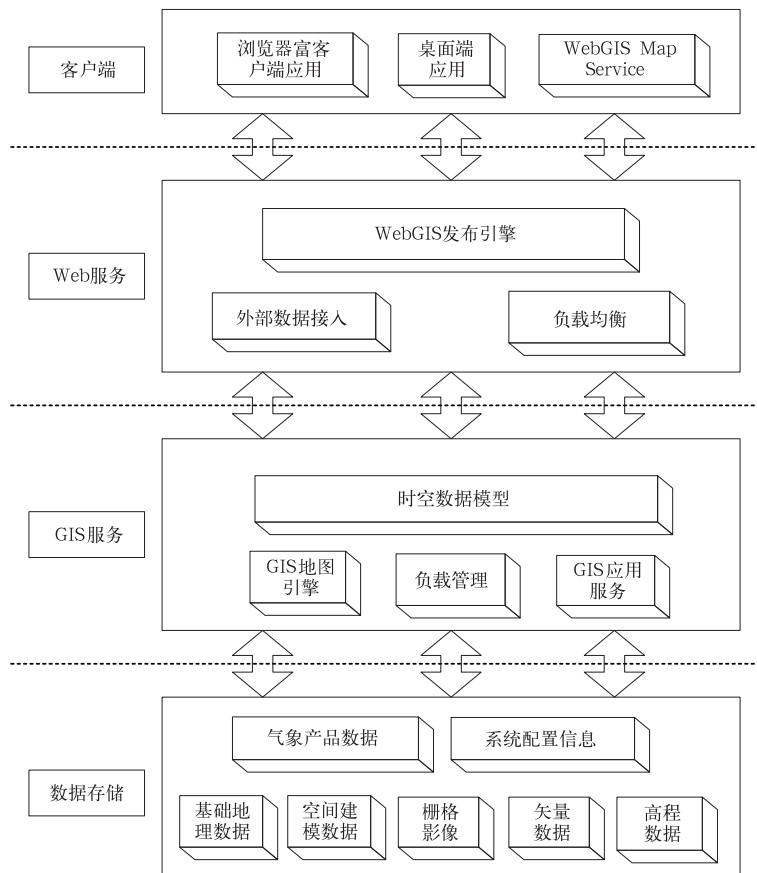 客户端
浏览器富客
户端应用
桌面端
应用
WebGIS Map
Service
Web服务
WebGIS发布引擎
外部数据接入
负载均衡
GIS服务
时空数据模型
GIS地图
引擎
负载管理
GIS应用
服务
数据存储
气象产品数据
系统配置信息
基础地
理数据
空间建
模数据
栅格
影像
矢量
数据
高程
数据